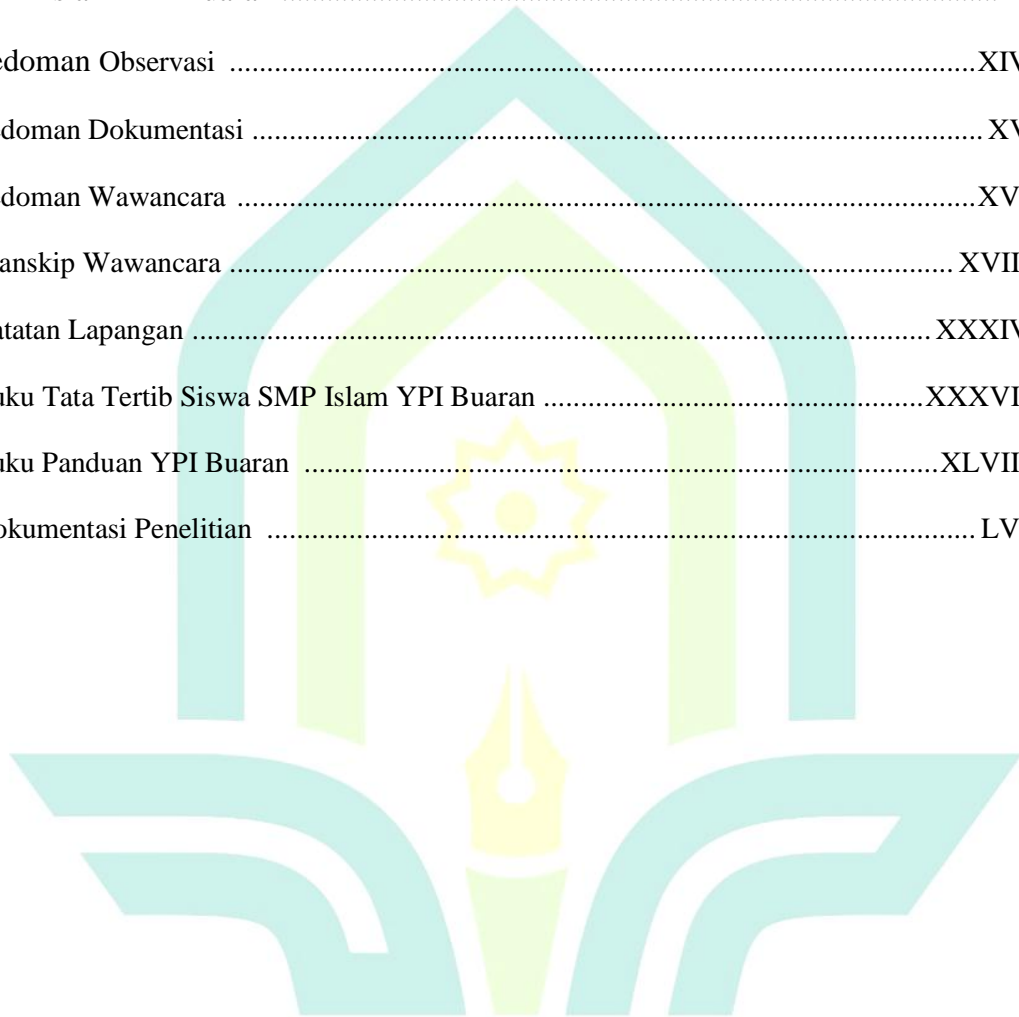 edoman Observasi ........................................................................................................ XIV
doman Dokumentasi ..................................................................................................... XV
doman Wawancara ....................................................................................................... XV
anskip Wawancara .................................................................................................... XVII
atatan Lapangan ....................................................................................................... XXXIV
uku Tata Tertib Siswa SMP Islam YPI Buaran ..................................................... XXXVI
uku Panduan YPI Buaran ......................................................................................... XLVII
okumentasi Penelitian ................................................................................................... LV